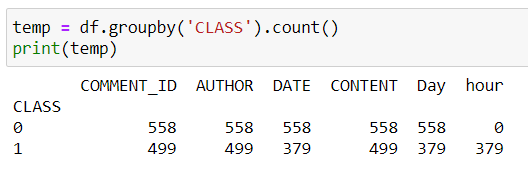 temp = df.groupby('CLASS').count()
print(temp)
COMMENT_ID AUTHOR DATE CONTENT Day hour
CLASS
0 558 558 558 558 558 0
1 499 499 379 499 379 379